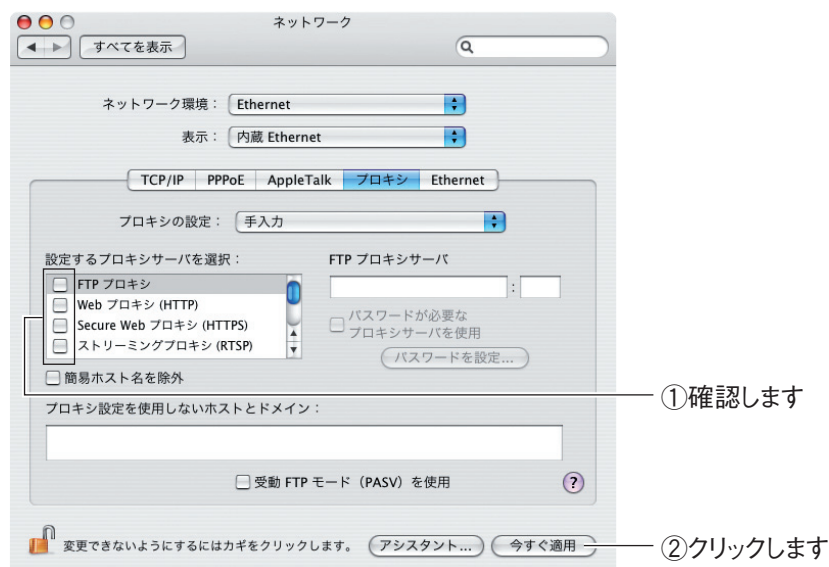 ネットワーク
すべてを表示
ネットワーク環境： Ethernet
表示： 内蔵 Ethernet
TCP/IP PPPoE AppleTalk プロキシ Ethernet
プロキシの設定： 手入力
設定するプロキシサーバを選択：
FTP プロキシ
Web プロキシ (HTTP)
Secure Web プロキシ (HTTPS)
ストリーミングプロキシ (RTSP)
FTP プロキシサーバ
:
パスワードが必要な
プロキシサーバを使用
パスワードを設定...
簡易ホスト名を除外
①確認します
プロキシ設定を使用しないホストとドメイン：
受動 FTP モード（PASV）を使用
?
変更できないようにするにはカギをクリックします。 アシスタント... 今すぐ適用
②クリックします